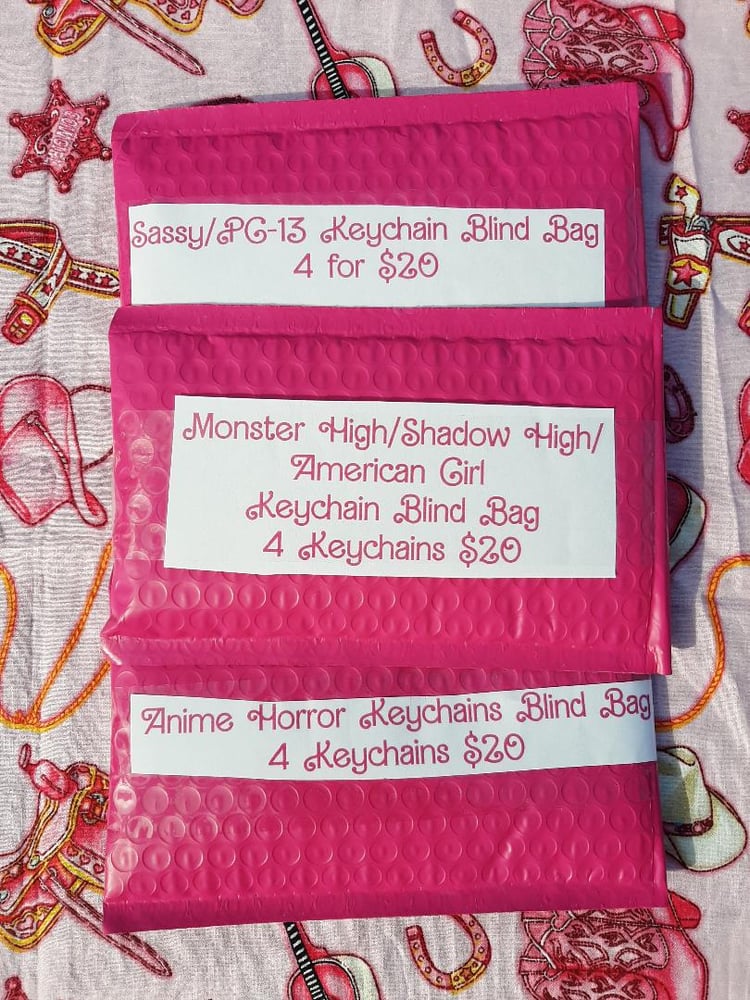 Sassy/PG-13 Keychain Blind Bag
4 for $20
Monster High/Shadow High/
American Girl
Keychain Blind Bag
4 Keychains $20
Anime Horror Keychains Blind Bag
4 Keychains $20